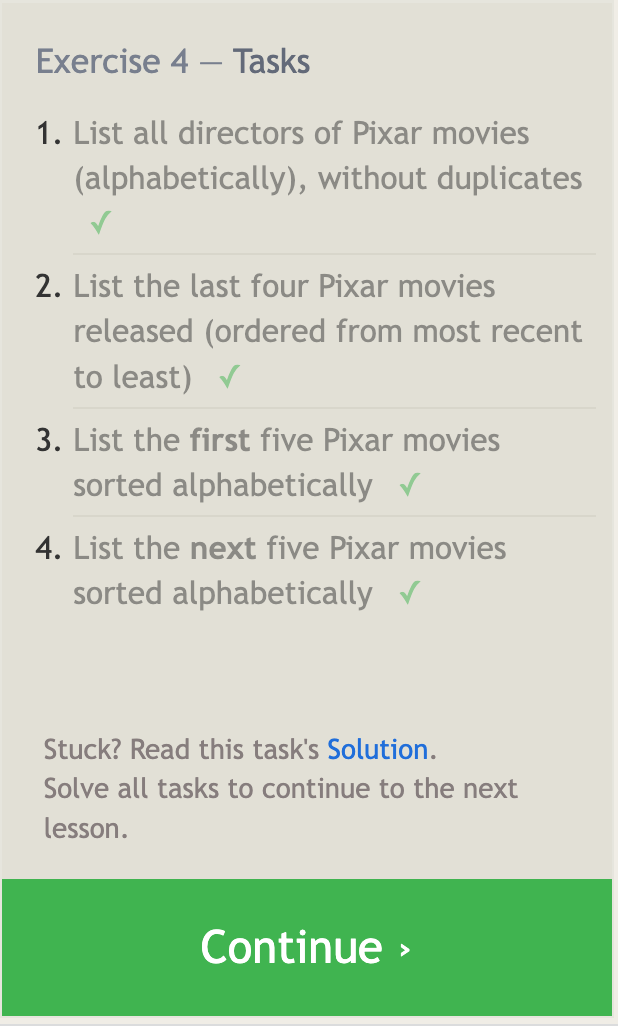 Exercise 4 — Tasks
1. List all directors of Pixar movies
(alphabetically), without duplicates
✓
2. List the last four Pixar movies
released (ordered from most recent
to least) ✓
3. List the first five Pixar movies
sorted alphabetically ✓
4. List the next five Pixar movies
sorted alphabetically ✓
Stuck? Read this task's Solution.
Solve all tasks to continue to the next
lesson.
Continue ›